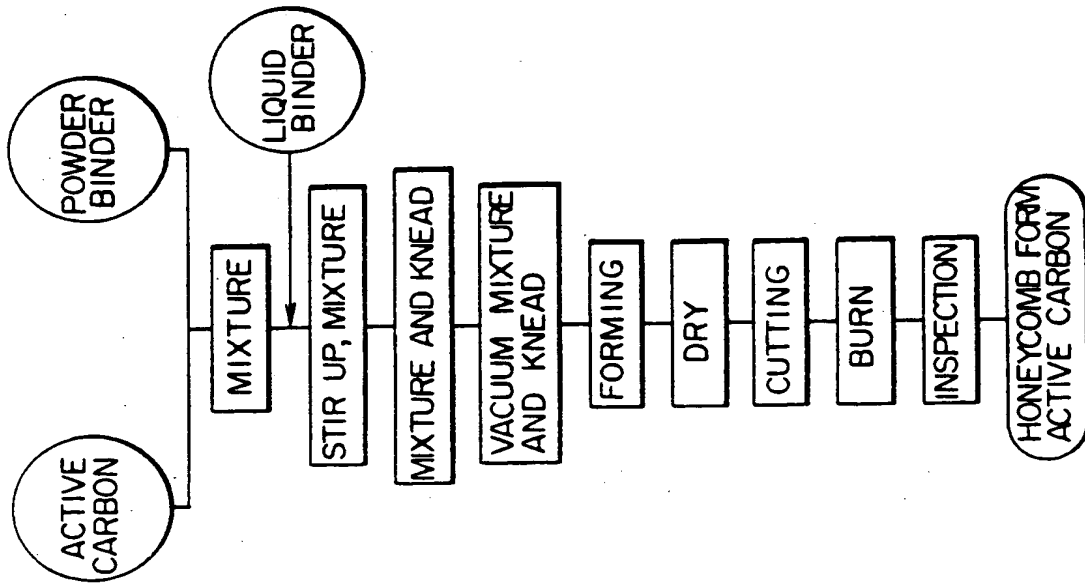 ACTIVE
CARBON
POWDER
BINDER
MIXTURE
LIQUID
BINDER
STIR UP, MIXTURE
MIXTURE AND KNEAD
VACUUM MIXTURE
AND KNEAD
FORMING
DRY
CUTTING
BURN
INSPECTION
HONEYCOMB FORM
ACTIVE CARBON